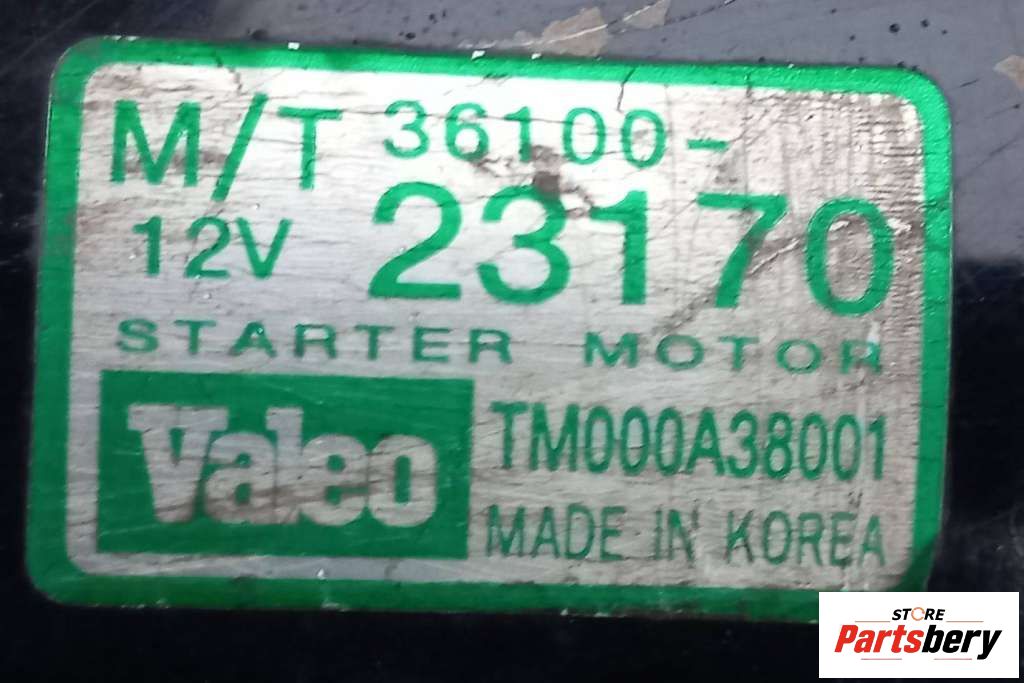 M/T 36100-
12V 23170
STARTER MOTOR
Valeo TM000A38001
MADE IN KOREA
STORE
Partsbery